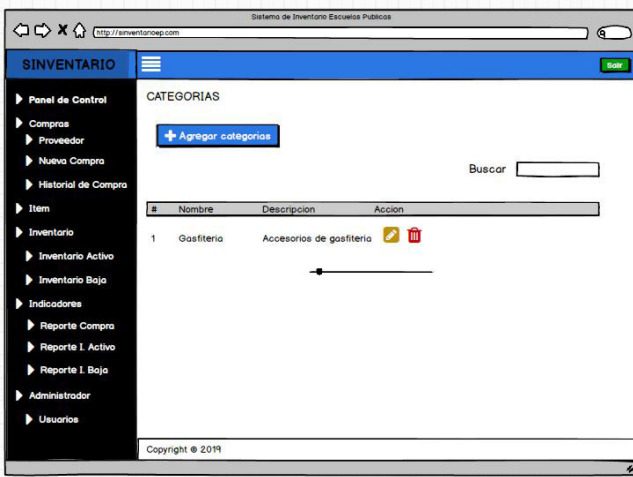 Sistema de Inventario Escuelas Publicas
http://sinventarioep.com
SINVENTARIO
Salir
Panel de Control
Compras
Proveedor
Nueva Compra
Historial de Compra
Item
Inventario
Inventario Activo
Inventario Baja
Indicadores
Reporte Compra
Reporte I. Activo
Reporte I. Baja
Administrador
Usuarios
CATEGORIAS
Agregar categorias
Buscar
# Nombre Descripcion Accion
1 Gasfiteria Accesorios de gasfiteria
Copyright © 2019